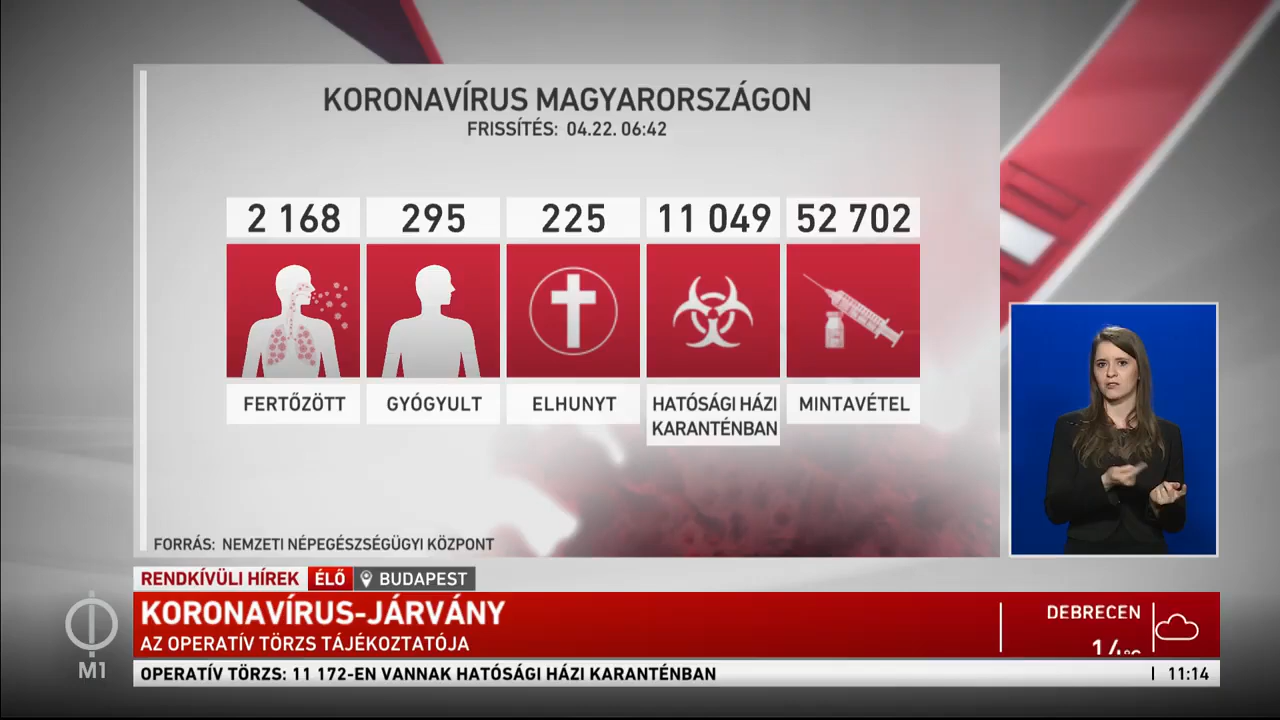 KORONAVÍRUS MAGYARORSZÁGON
FRISSÍTÉS: 04.22. 06:42
2 168
295
225
11 049
52 702
FERTŐZÖTT
GYÓGYULT
ELHUNYT
HATÓSÁGI HÁZI
KARANTÉNBAN
MINTAVÉTEL
FORRÁS: NEMZETI NÉPEGÉSZSÉGÜGYI KÖZPONT
RENDKÍVÜLI HÍREK ÉLŐ BUDAPEST
KORONAVÍRUS-JÁRVÁNY
AZ OPERATÍV TÖRZS TÁJÉKOZTATÓJA
DEBRECEN
M1
OPERATÍV TÖRZS: 11 172-EN VANNAK HATÓSÁGI HÁZI KARANTÉNBAN
11:14